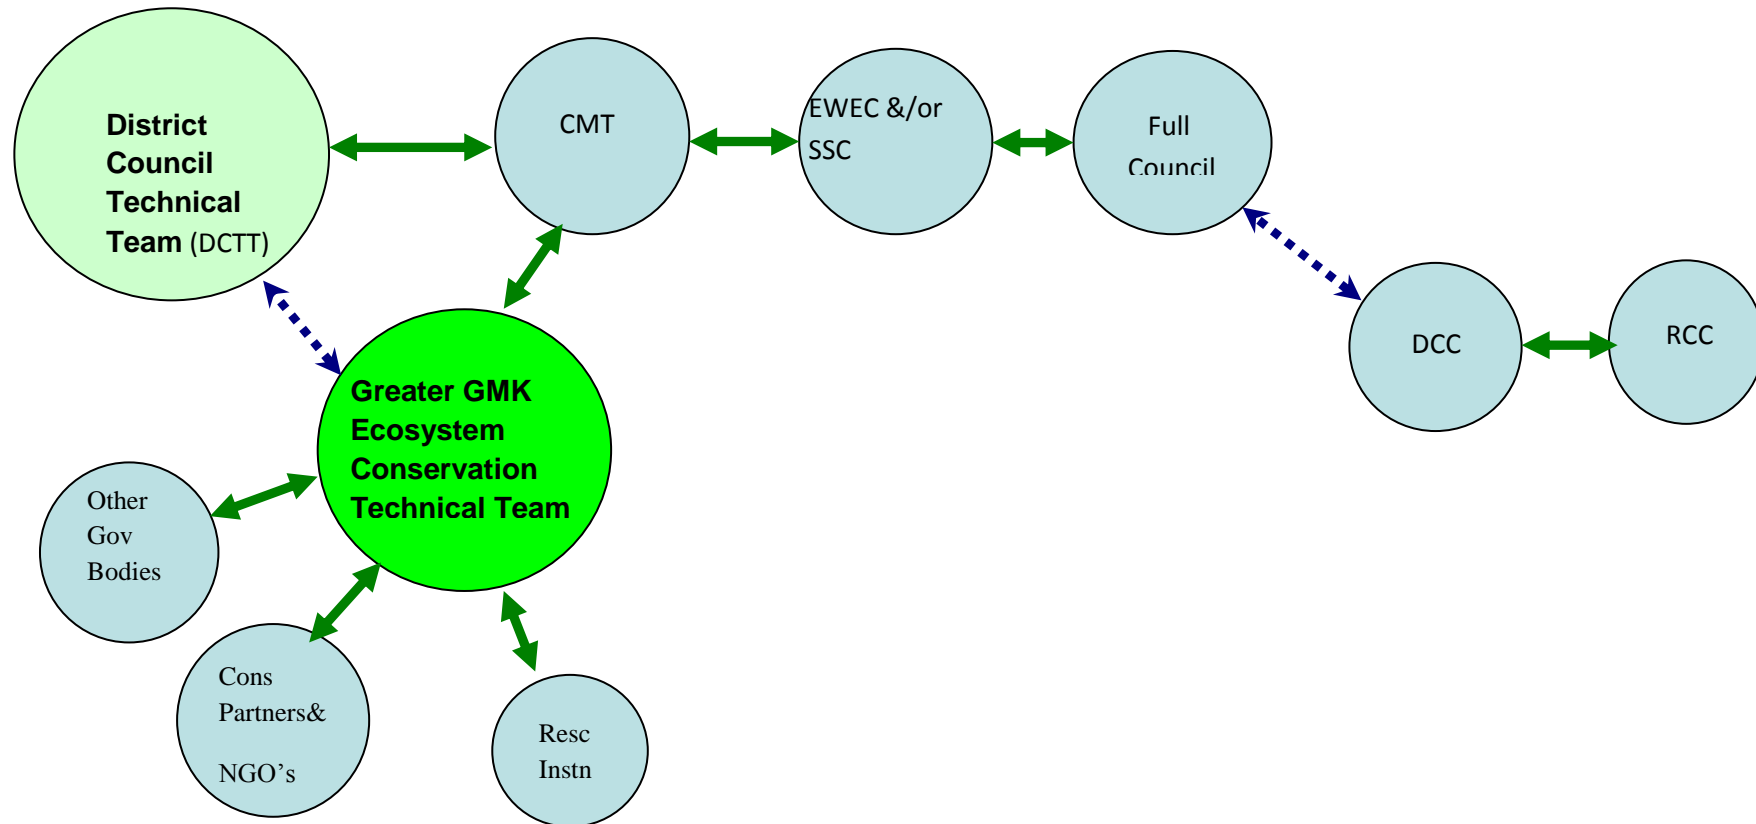 District
Council
Technical
Team (DCTT)
CMT
EWEC &/or
SSC
Full
Council
DCC
RCC
Greater GMK
Ecosystem
Conservation
Technical Team
Other
Gov
Bodies
Cons
Partners&
NGO's
Resc
Instn